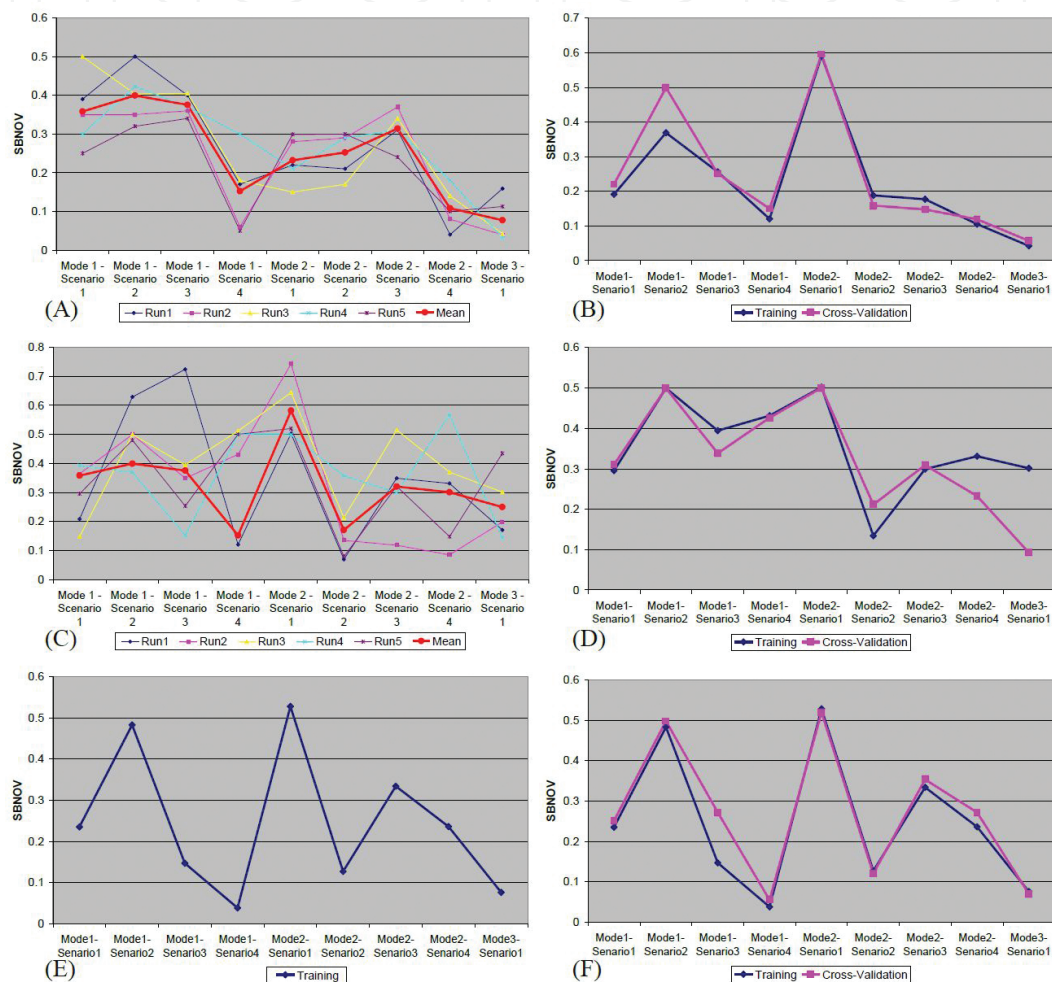 0.6
0.5
0.4
0.3
0.2
0.1
0
SBNOV
Mode 1 - Scenario 1
Mode 1 - Scenario 2
Mode 1 - Scenario 3
Mode 1 - Scenario 4
Mode 2 - Scenario 1
Mode 2 - Scenario 2
Mode 2 - Scenario 3
Mode 2 - Scenario 4
Mode 3 - Scenario 1
(A)
Run1 Run2 Run3 Run4 Run5 Mean
0.7
0.6
0.5
0.4
0.3
0.2
0.1
0
SBNOV
Mode1-Senario1
Mode1-Senario2
Mode1-Senario3
Mode1-Senario4
Mode2-Senario1
Mode2-Senario2
Mode2-Senario3
Mode2-Senario4
Mode3-Senario1
(B)
Training Cross-Validation
0.8
0.7
0.6
0.5
0.4
0.3
0.2
0.1
0
SBNOV
Mode 1 - Scenario 1
Mode 1 - Scenario 2
Mode 1 - Scenario 3
Mode 1 - Scenario 4
Mode 2 - Scenario 1
Mode 2 - Scenario 2
Mode 2 - Scenario 3
Mode 2 - Scenario 4
Mode 3 - Scenario 1
(C)
Run1 Run2 Run3 Run4 Run5 Mean
0.6
0.5
0.4
0.3
0.2
0.1
0
SBNOV
Mode1-Senario1
Mode1-Senario2
Mode1-Senario3
Mode1-Senario4
Mode2-Senario1
Mode2-Senario2
Mode2-Senario3
Mode2-Senario4
Mode3-Senario1
(D)
Training Cross-Validation
0.6
0.5
0.4
0.3
0.2
0.1
0
SBNOV
Mode1-Senario1
Mode1-Senario2
Mode1-Senario3
Mode1-Senario4
Mode2-Senario1
Mode2-Senario2
Mode2-Senario3
Mode2-Senario4
Mode3-Senario1
(E)
Training
0.6
0.5
0.4
0.3
0.2
0.1
0
SBNOV
Mode1-Senario1
Mode1-Senario2
Mode1-Senario3
Mode1-Senario4
Mode2-Senario1
Mode2-Senario2
Mode2-Senario3
Mode2-Senario4
Mode3-Senario1
(F)
Training Cross-Validation